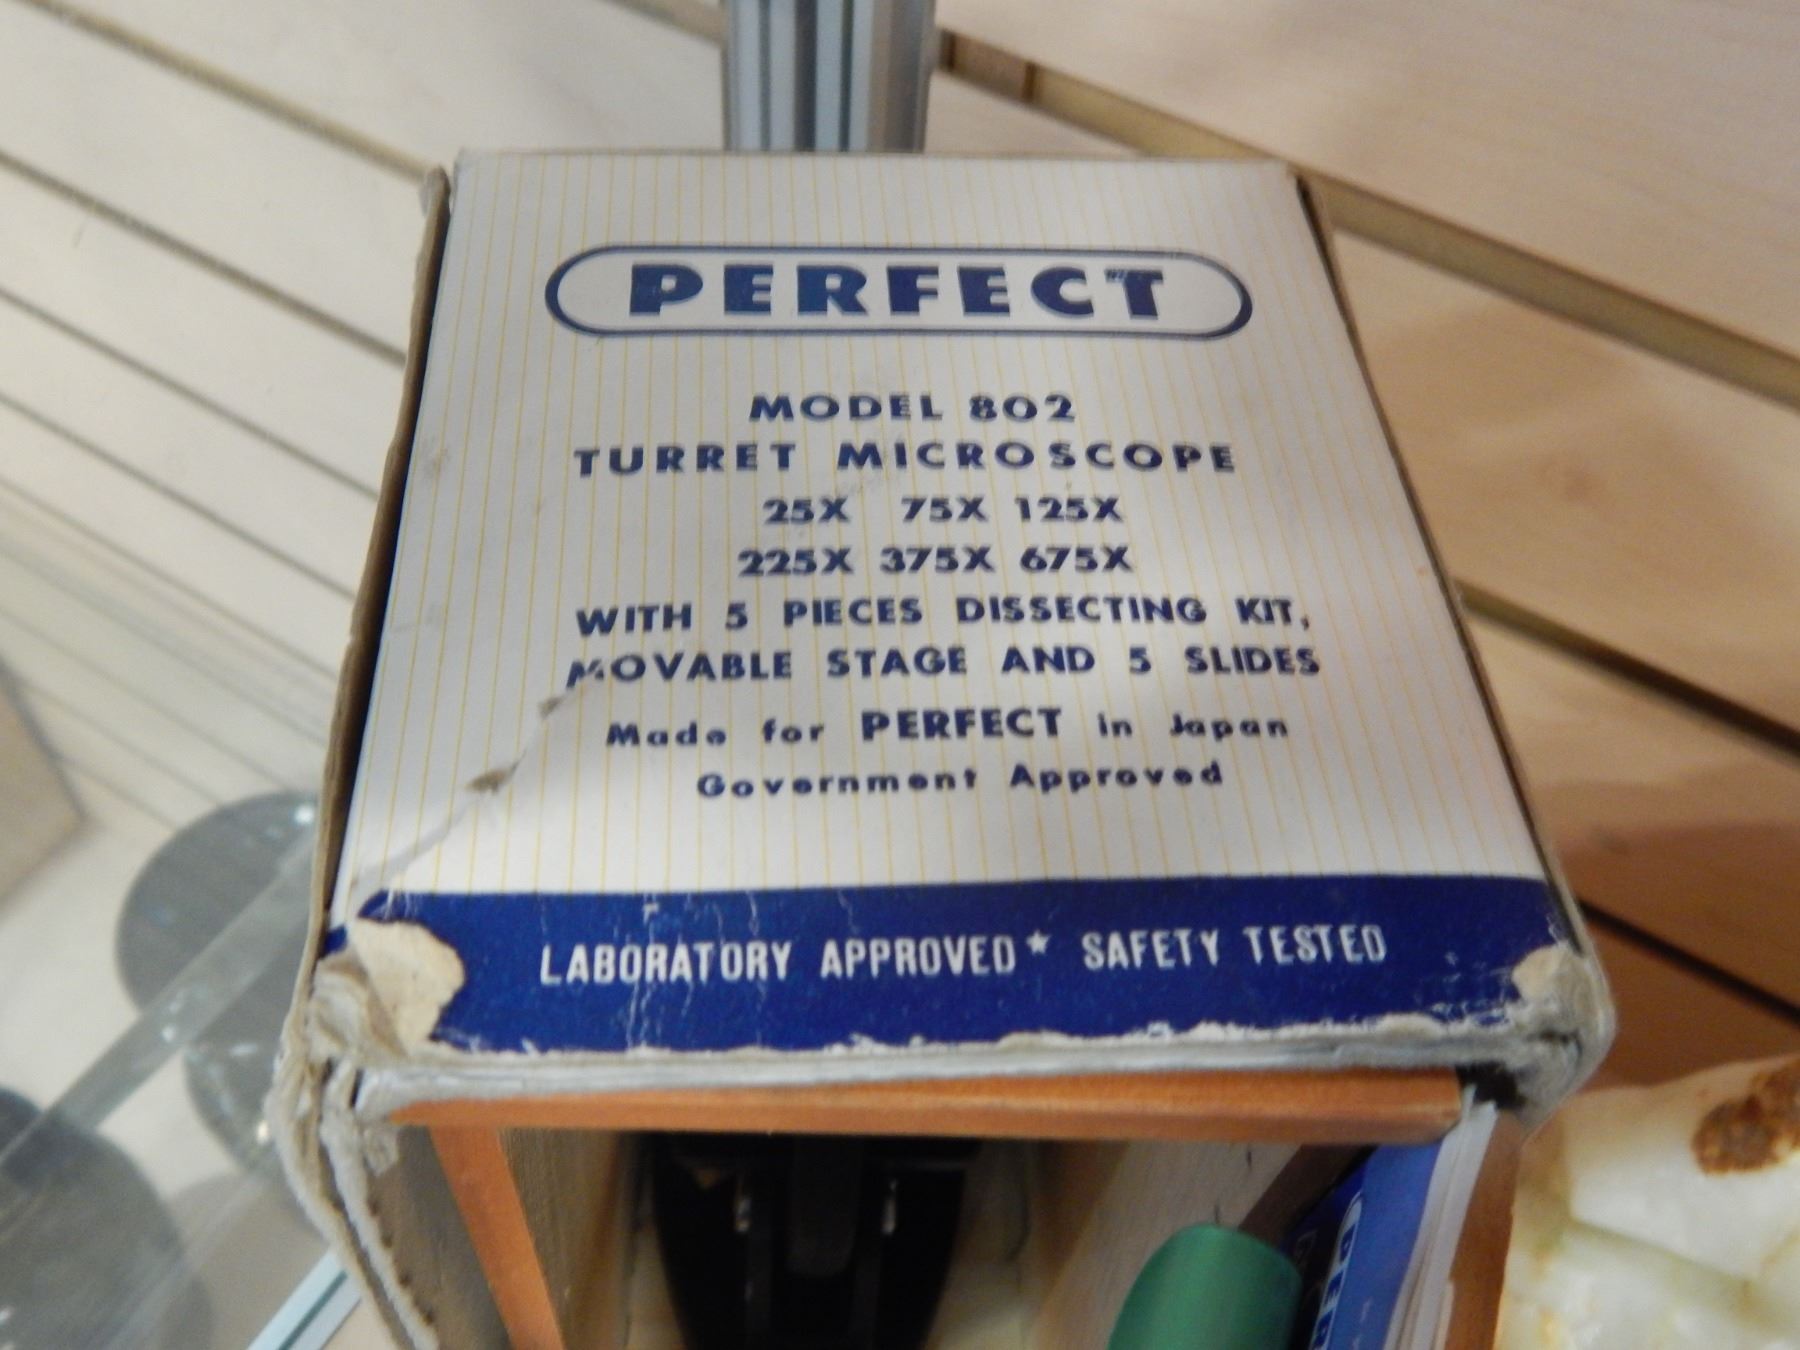 PERFECT
MODEL 802
TURRET MICROSCOPE
25X 75X 125X
225X 375X 675X
WITH 5 PIECES DISSECTING KIT,
MOVABLE STAGE AND 5 SLIDES
Made for PERFECT in Japan
Government Approved
LABORATORY APPROVED * SAFETY TESTED